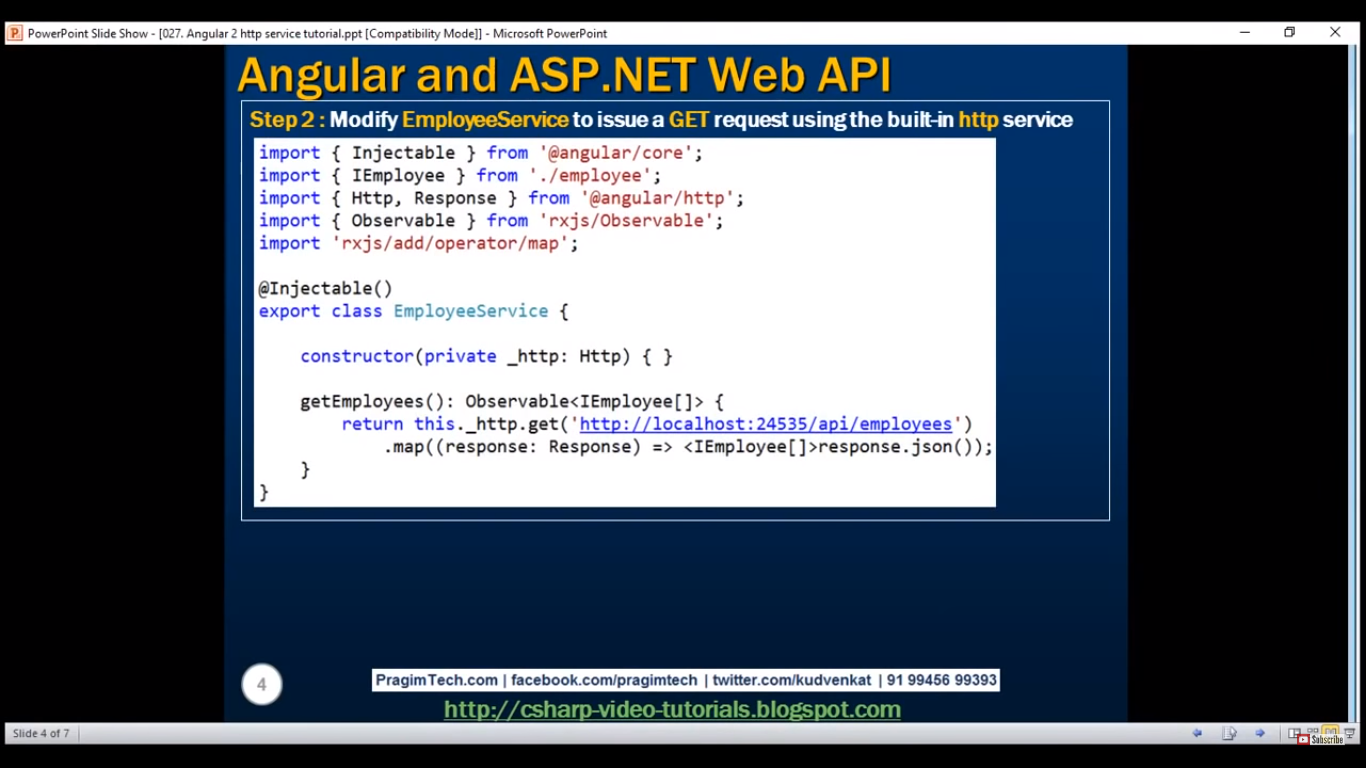 PowerPoint Slide Show - [027. Angular 2 http service tutorial.ppt [Compatibility Mode]] - Microsoft PowerPoint
Angular and ASP.NET Web API
Step 2 : Modify EmployeeService to issue a GET request using the built-in http service
import { Injectable } from '@angular/core';
import { IEmployee } from './employee';
import { Http, Response } from '@angular/http';
import { Observable } from 'rxjs/Observable';
import 'rxjs/add/operator/map';
@Injectable()
export class EmployeeService {
constructor(private _http: Http) { }
getEmployees(): Observable<IEmployee[]> {
return this._http.get('http://localhost:24535/api/employees')
.map((response: Response) => <IEmployee[]>response.json());
}
}
4
PragimTech.com | facebook.com/pragimtech | twitter.com/kudvenkat | 91 99456 99393
http://csharp-video-tutorials.blogspot.com
Slide 4 of 7
Subscribe